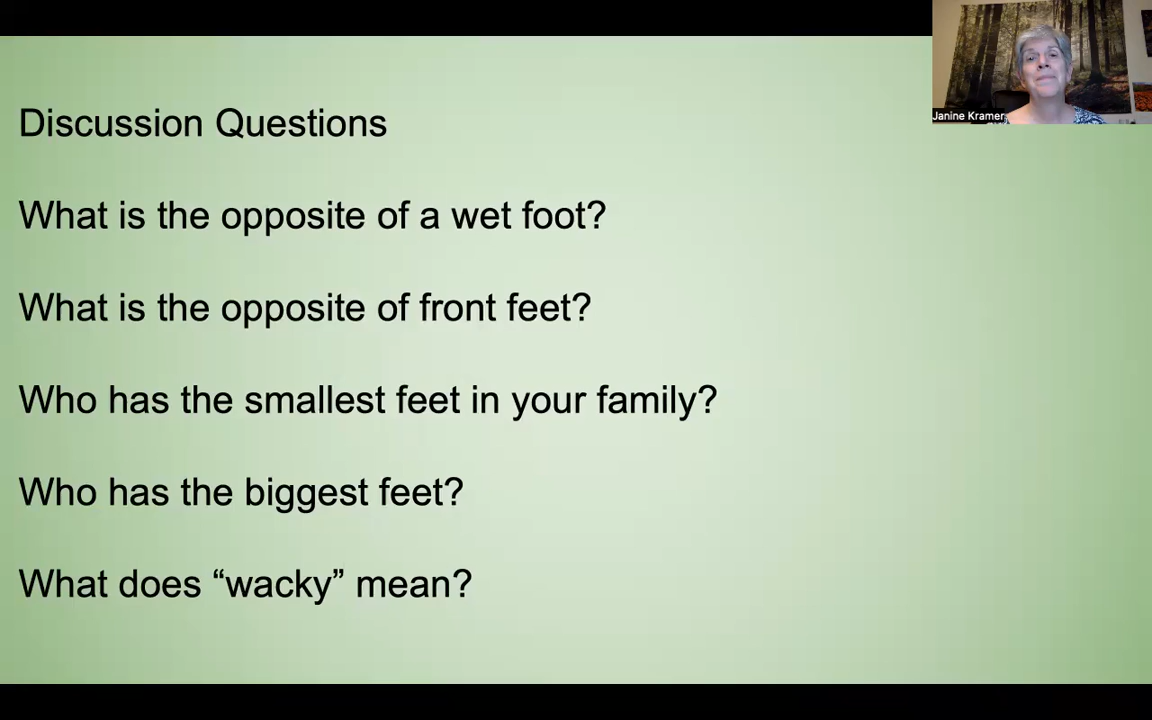 Discussion Questions
What is the opposite of a wet foot?
What is the opposite of front feet?
Who has the smallest feet in your family?
Who has the biggest feet?
What does “wacky” mean?
Janine Kramer